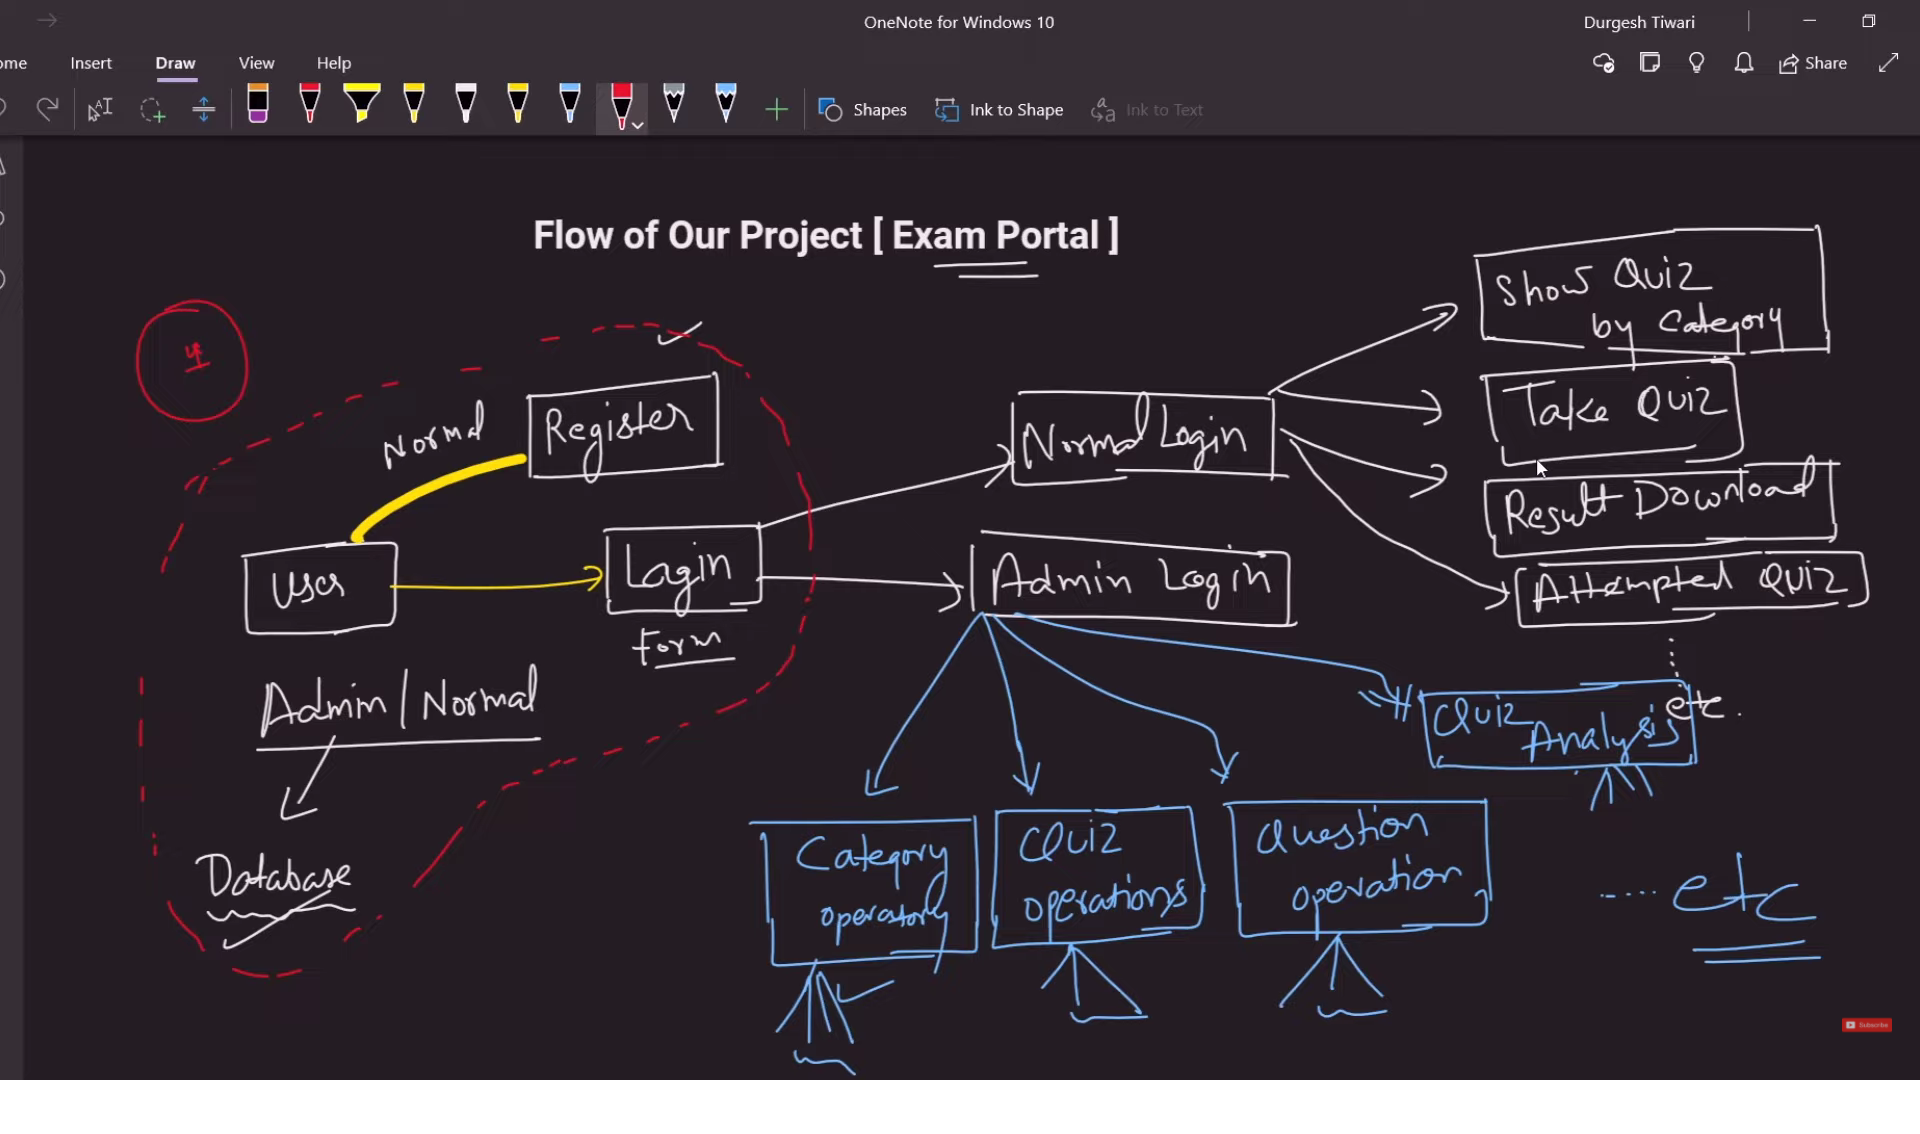 OneNote for Windows 10
Durgesh Tiwari
ome
Insert
Draw
View
Help
Share
Shapes
Ink to Shape
Ink to Text
Flow of Our Project [ Exam Portal ]
Show Quiz
by Category
Normal
Register
Normal Login
Take Quiz
Result Download
User
Login
Form
Admin Login
Attempted Quiz
etc.
Admin / Normal
Quiz
Analysis
Database
Category
Quiz
operations
Question
operation
..... etc
Subscribe